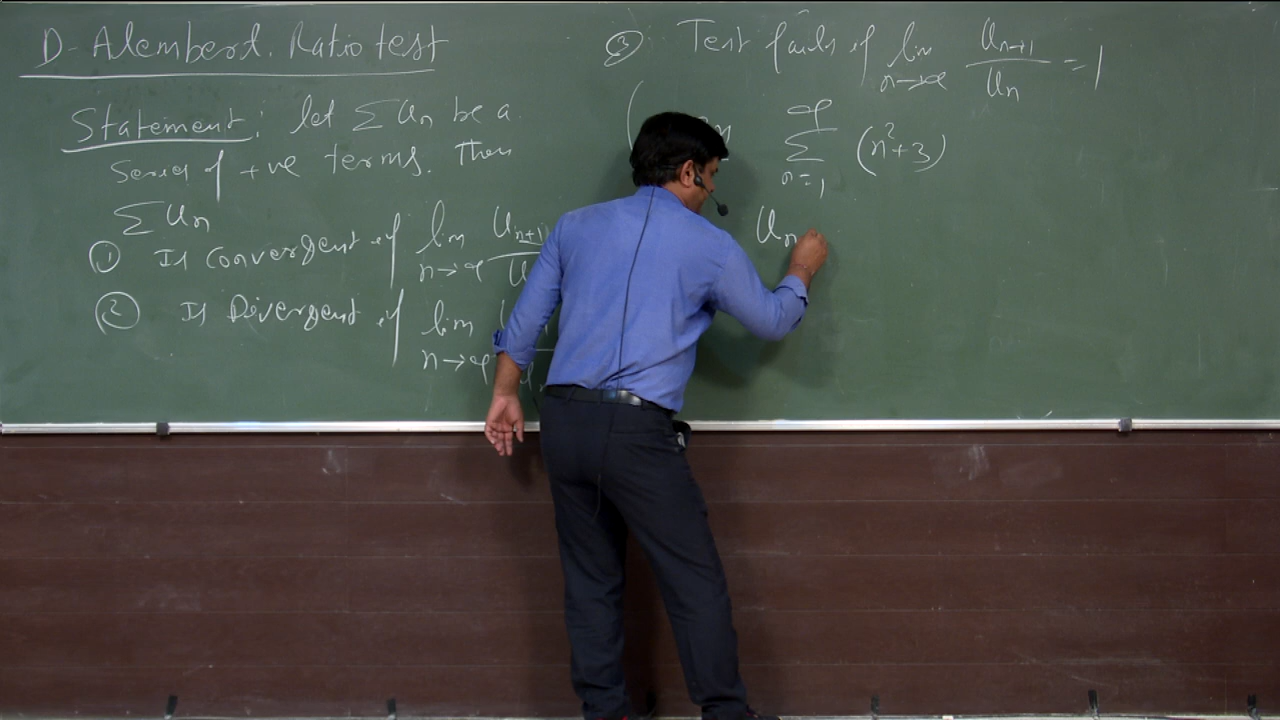 D-Alembert. Ratio test
Statement: let ∑ Un be a
Series of +ve terms. Then
∑ Un
① Is Convergent if lim n→∞ Un+1 / U
② Is Divergent if lim n→∞
③ Test fails if lim n→∞ Un+1 / Un = 1
∑ n=1 ∞ (n²+3)
Un